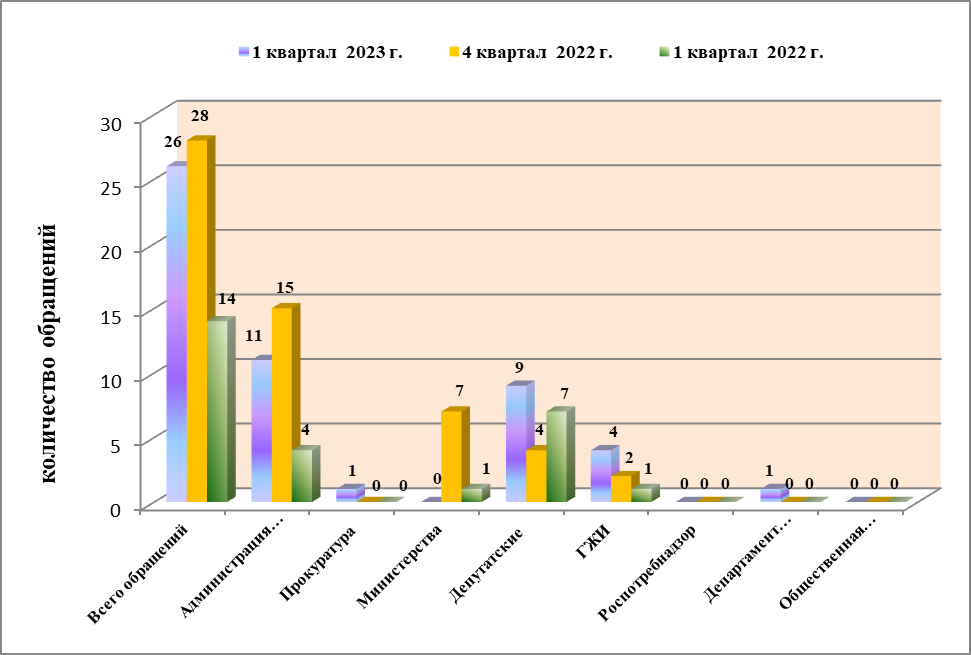 1 квартал 2023 г. 4 квартал 2022 г. 1 квартал 2022 г.
количество обращений
30
25
20
15
10
5
0
26 28 14
11 15 4
1 0 0
0 7 1
9 4 7
4 2 1
0 0 0
1 0 0
0 0 0
Всего обращений
Администрация...
Прокуратура
Министерства
Депутатские
ГЖИ
Роспотребнадзор
Департамент...
Общественная...